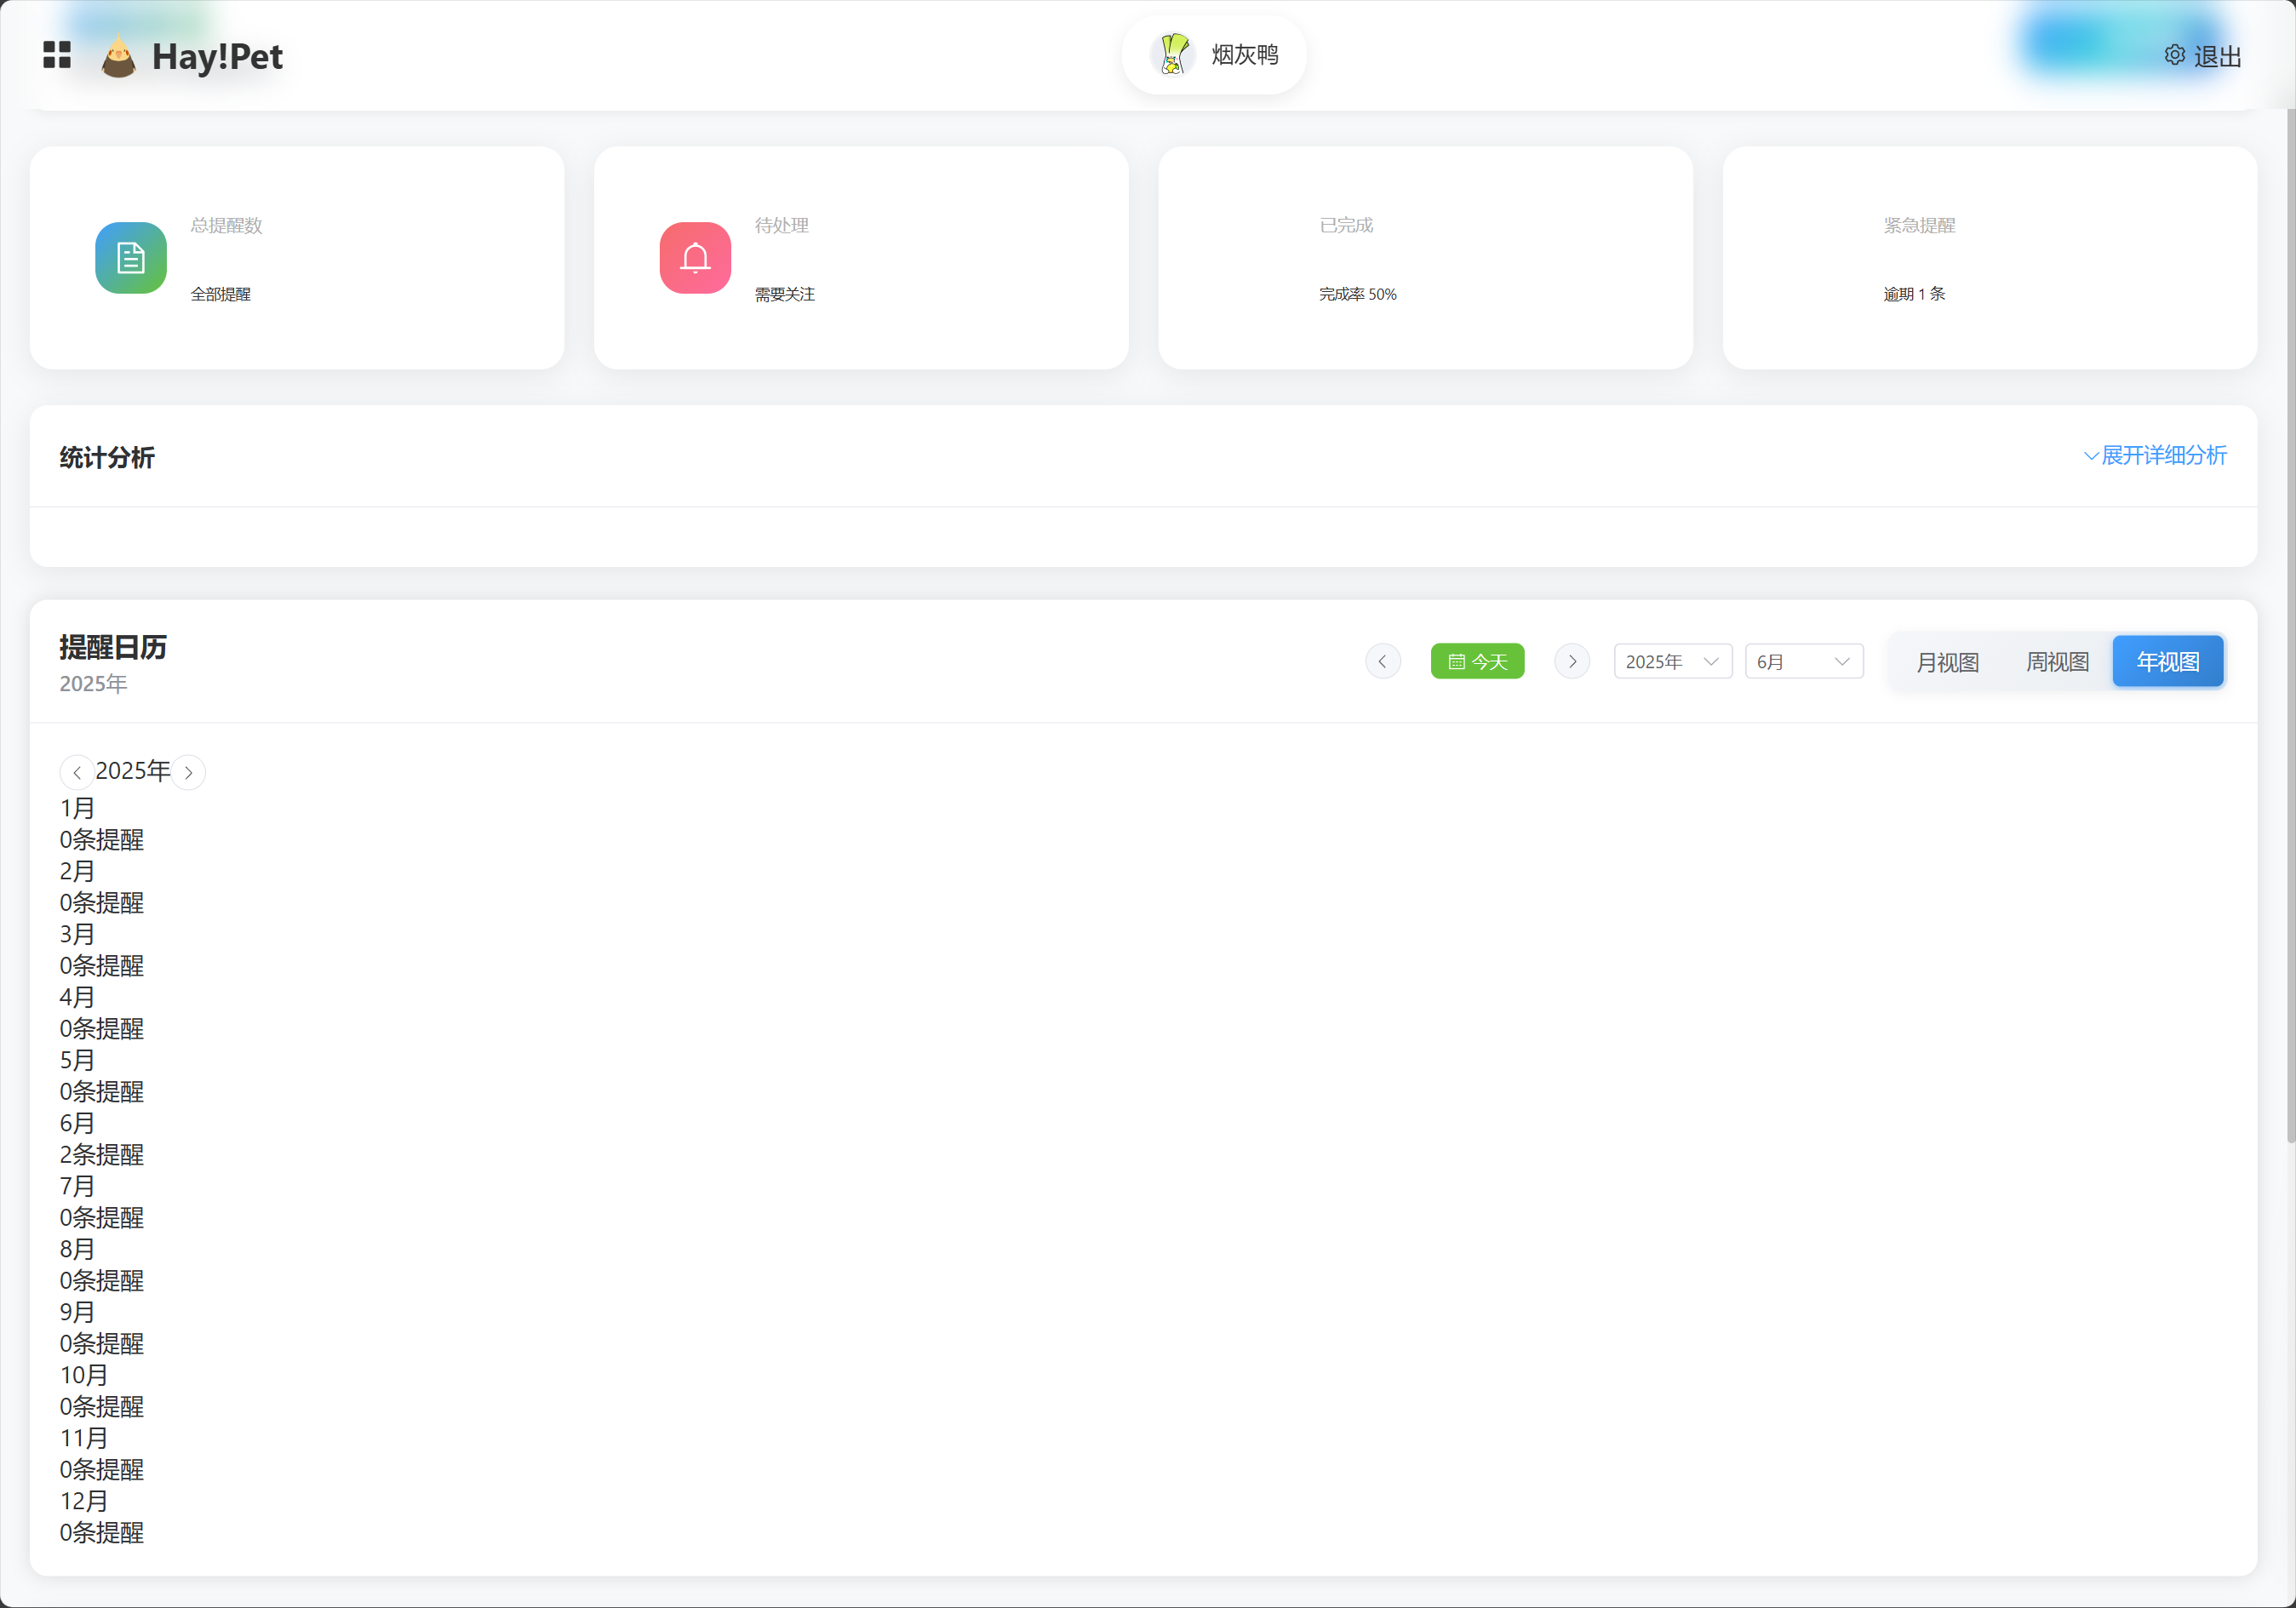 Hay!Pet
烟灰鸭
退出
总提醒数
全部提醒
待处理
需要关注
已完成
完成率 50%
紧急提醒
逾期 1 条
统计分析
展开详细分析
提醒日历
2025年
今天
2025年
6月
月视图
周视图
年视图
2025年
1月
0条提醒
2月
0条提醒
3月
0条提醒
4月
0条提醒
5月
0条提醒
6月
2条提醒
7月
0条提醒
8月
0条提醒
9月
0条提醒
10月
0条提醒
11月
0条提醒
12月
0条提醒